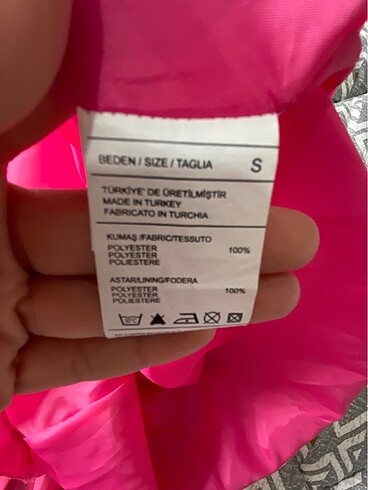 BEDEN / SIZE / TAGLIA S
TÜRKİYE' DE ÜRETİLMİŞTİR
MADE IN TURKEY
FABRICATO IN TURCHIA
KUMAŞ /FABRIC/TESSUTO
POLYESTER 100%
POLYESTER
POLIESTERE
ASTAR/LINING/FODERA
POLYESTER 100%
POLYESTER
POLIESTERE